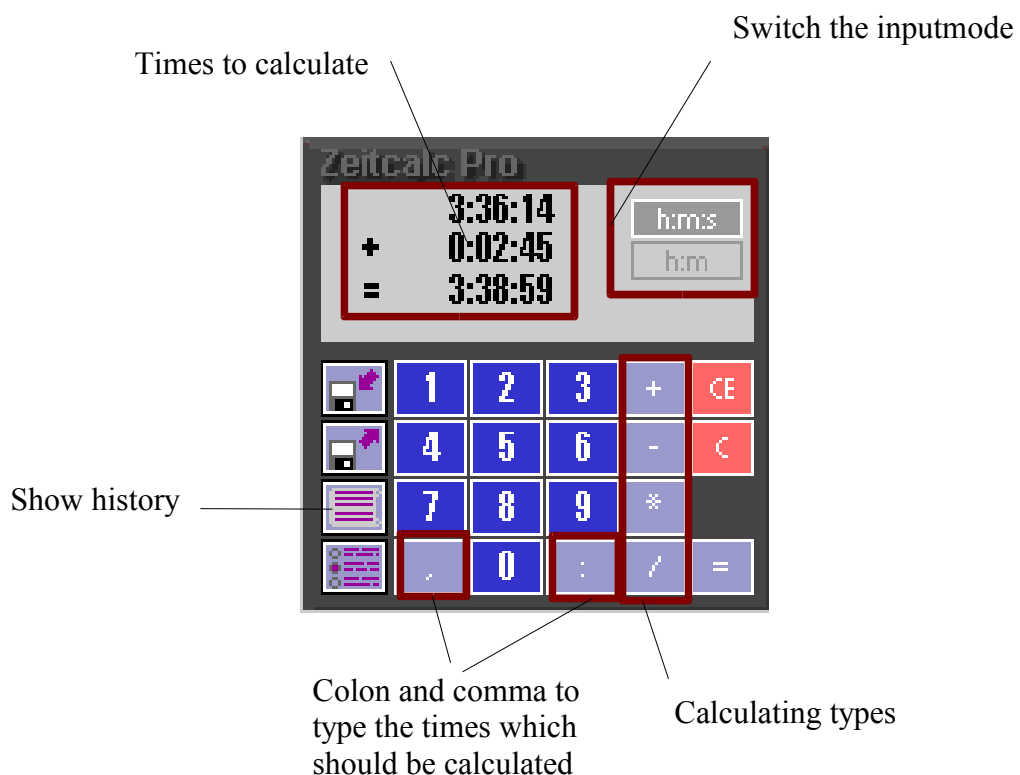 Switch the inputmode
Times to calculate
Zeitcalc Pro
3:36:14
+ 0:02:45
= 3:38:59
h:m:s
h:m
1 2 3 + CE
4 5 6 - C
Show history
7 8 9 *
, 0 : / =
Colon and comma to
type the times which
should be calculated
Calculating types